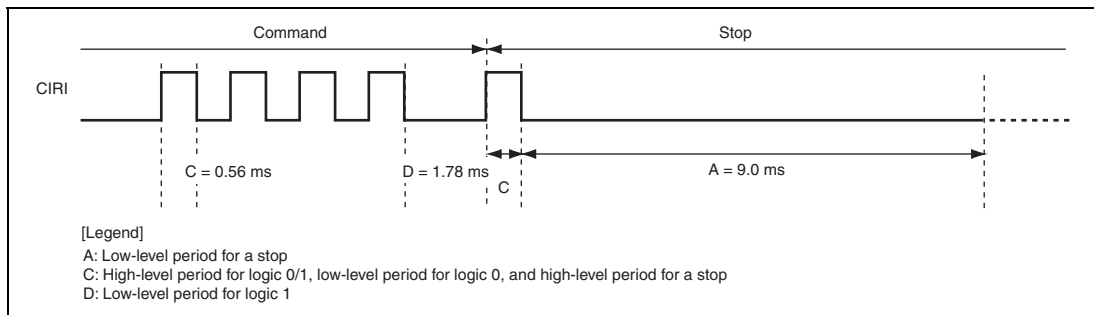 Command Stop
CIRI
C = 0.56 ms D = 1.78 ms A = 9.0 ms
C
[Legend]
A: Low-level period for a stop
C: High-level period for logic 0/1, low-level period for logic 0, and high-level period for a stop
D: Low-level period for logic 1